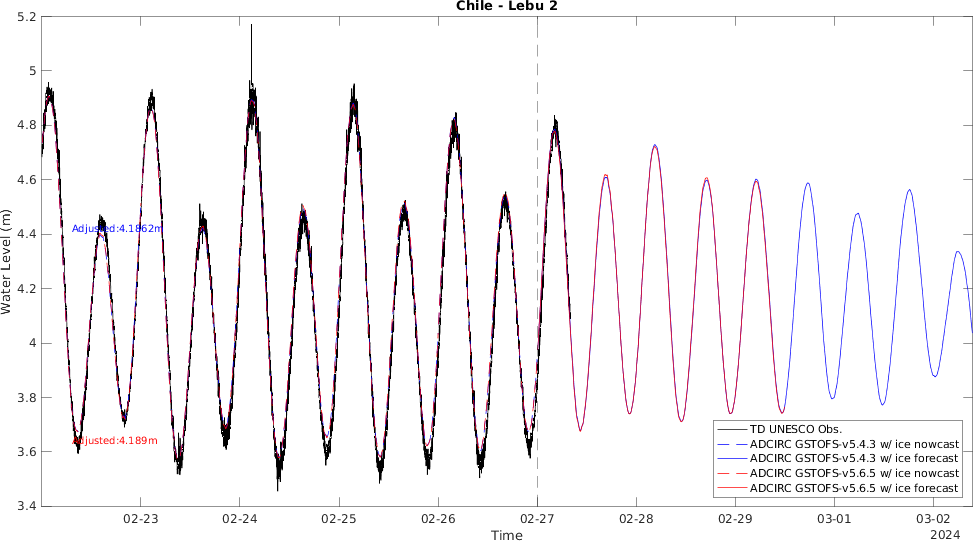 Chile - Lebu 2
5.2
5
4.8
4.6
4.4
4.2
4
3.8
3.6
3.4
Water Level (m)
Adjusted:4.1862m
Adjusted:4.189m
TD UNESCO Obs.
ADCIRC GSTOFS-v5.4.3 w/ ice nowcast
ADCIRC GSTOFS-v5.4.3 w/ ice forecast
ADCIRC GSTOFS-v5.6.5 w/ ice nowcast
ADCIRC GSTOFS-v5.6.5 w/ ice forecast
02-23 02-24 02-25 02-26 02-27 02-28 02-29 03-01 03-02
2024
Time